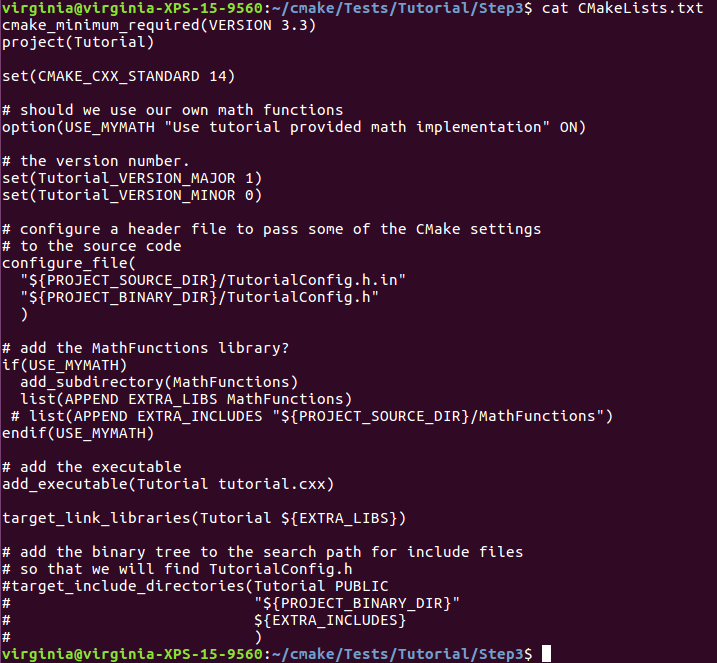 virginia@virginia-XPS-15-9560:~/cmake/Tests/Tutorial/Step3$ cat CMakeLists.txt
cmake_minimum_required(VERSION 3.3)
project(Tutorial)

set(CMAKE_CXX_STANDARD 14)

# should we use our own math functions
option(USE_MYMATH "Use tutorial provided math implementation" ON)

# the version number.
set(Tutorial_VERSION_MAJOR 1)
set(Tutorial_VERSION_MINOR 0)

# configure a header file to pass some of the CMake settings
# to the source code
configure_file(
  "${PROJECT_SOURCE_DIR}/TutorialConfig.h.in"
  "${PROJECT_BINARY_DIR}/TutorialConfig.h"
  )

# add the MathFunctions library?
if(USE_MYMATH)
  add_subdirectory(MathFunctions)
  list(APPEND EXTRA_LIBS MathFunctions)
 # list(APPEND EXTRA_INCLUDES "${PROJECT_SOURCE_DIR}/MathFunctions")
endif(USE_MYMATH)

# add the executable
add_executable(Tutorial tutorial.cxx)

target_link_libraries(Tutorial ${EXTRA_LIBS})

# add the binary tree to the search path for include files
# so that we will find TutorialConfig.h
#target_include_directories(Tutorial PUBLIC
#                           "${PROJECT_BINARY_DIR}"
#                           ${EXTRA_INCLUDES}
#                           )
virginia@virginia-XPS-15-9560:~/cmake/Tests/Tutorial/Step3$